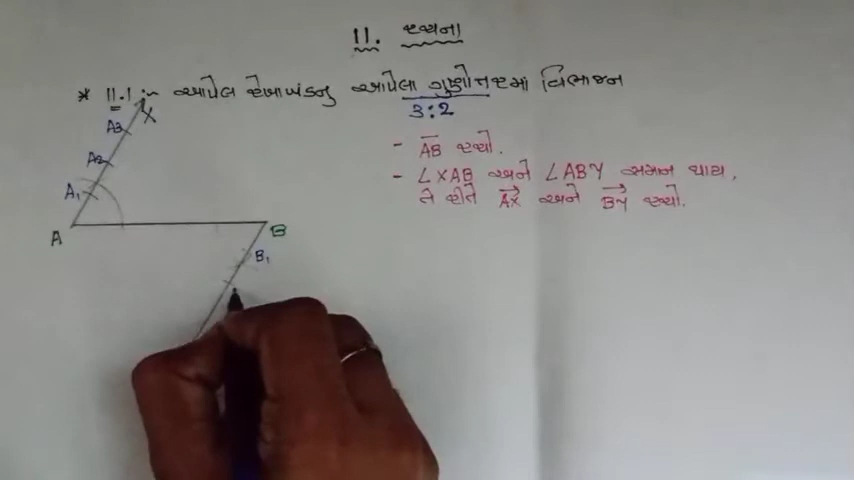 11. રચના
* 11.1 :- આપેલ રેખાખંડનુ આપેલા ગુણોત્તરમાં વિભાજન
3:2
- AB રચો.
- ∠XAB અને ∠ABY સમાન થાય,
તે રીતે AX અને BY રચો.
X
A3
A2
A1
A
B
B1